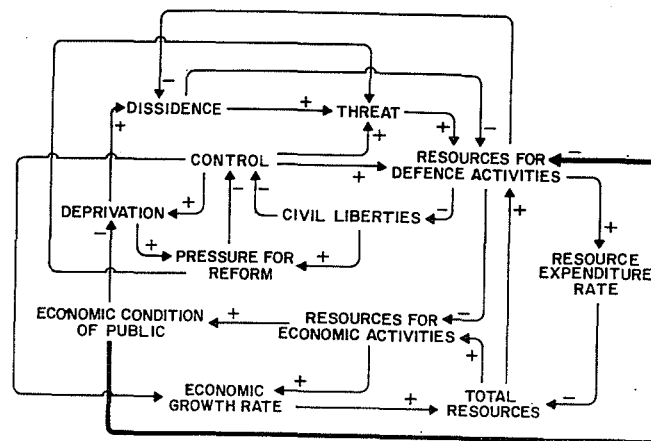 DISSIDENCE
THREAT
CONTROL
RESOURCES FOR
DEFENCE ACTIVITIES
DEPRIVATION
CIVIL LIBERTIES
PRESSURE FOR
REFORM
RESOURCE
EXPENDITURE
RATE
ECONOMIC CONDITION
OF PUBLIC
RESOURCES FOR
ECONOMIC ACTIVITIES
ECONOMIC
GROWTH RATE
TOTAL
RESOURCES